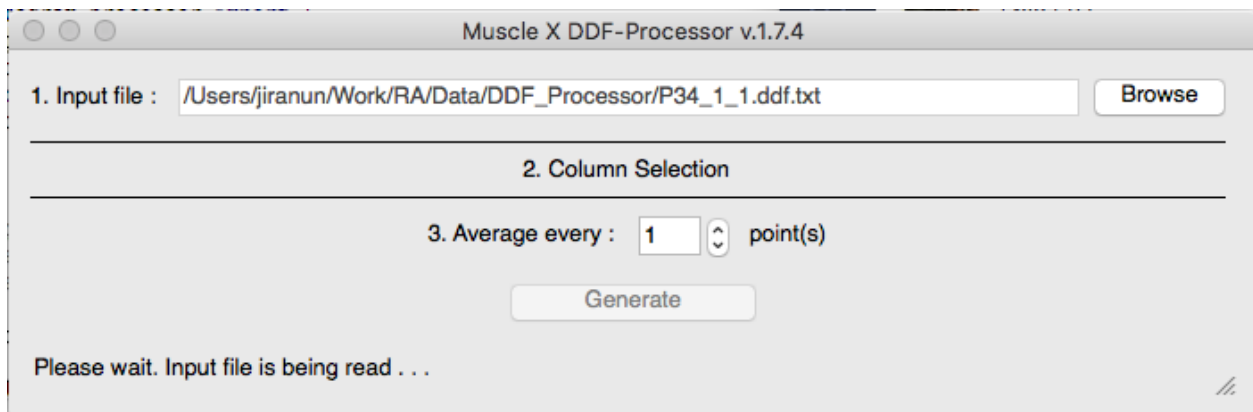 Muscle X DDF-Processor v.1.7.4
1. Input file : /Users/jiranun/Work/RA/Data/DDF_Processor/P34_1_1.ddf.txt Browse
2. Column Selection
3. Average every : 1 point(s)
Generate
Please wait. Input file is being read . . .